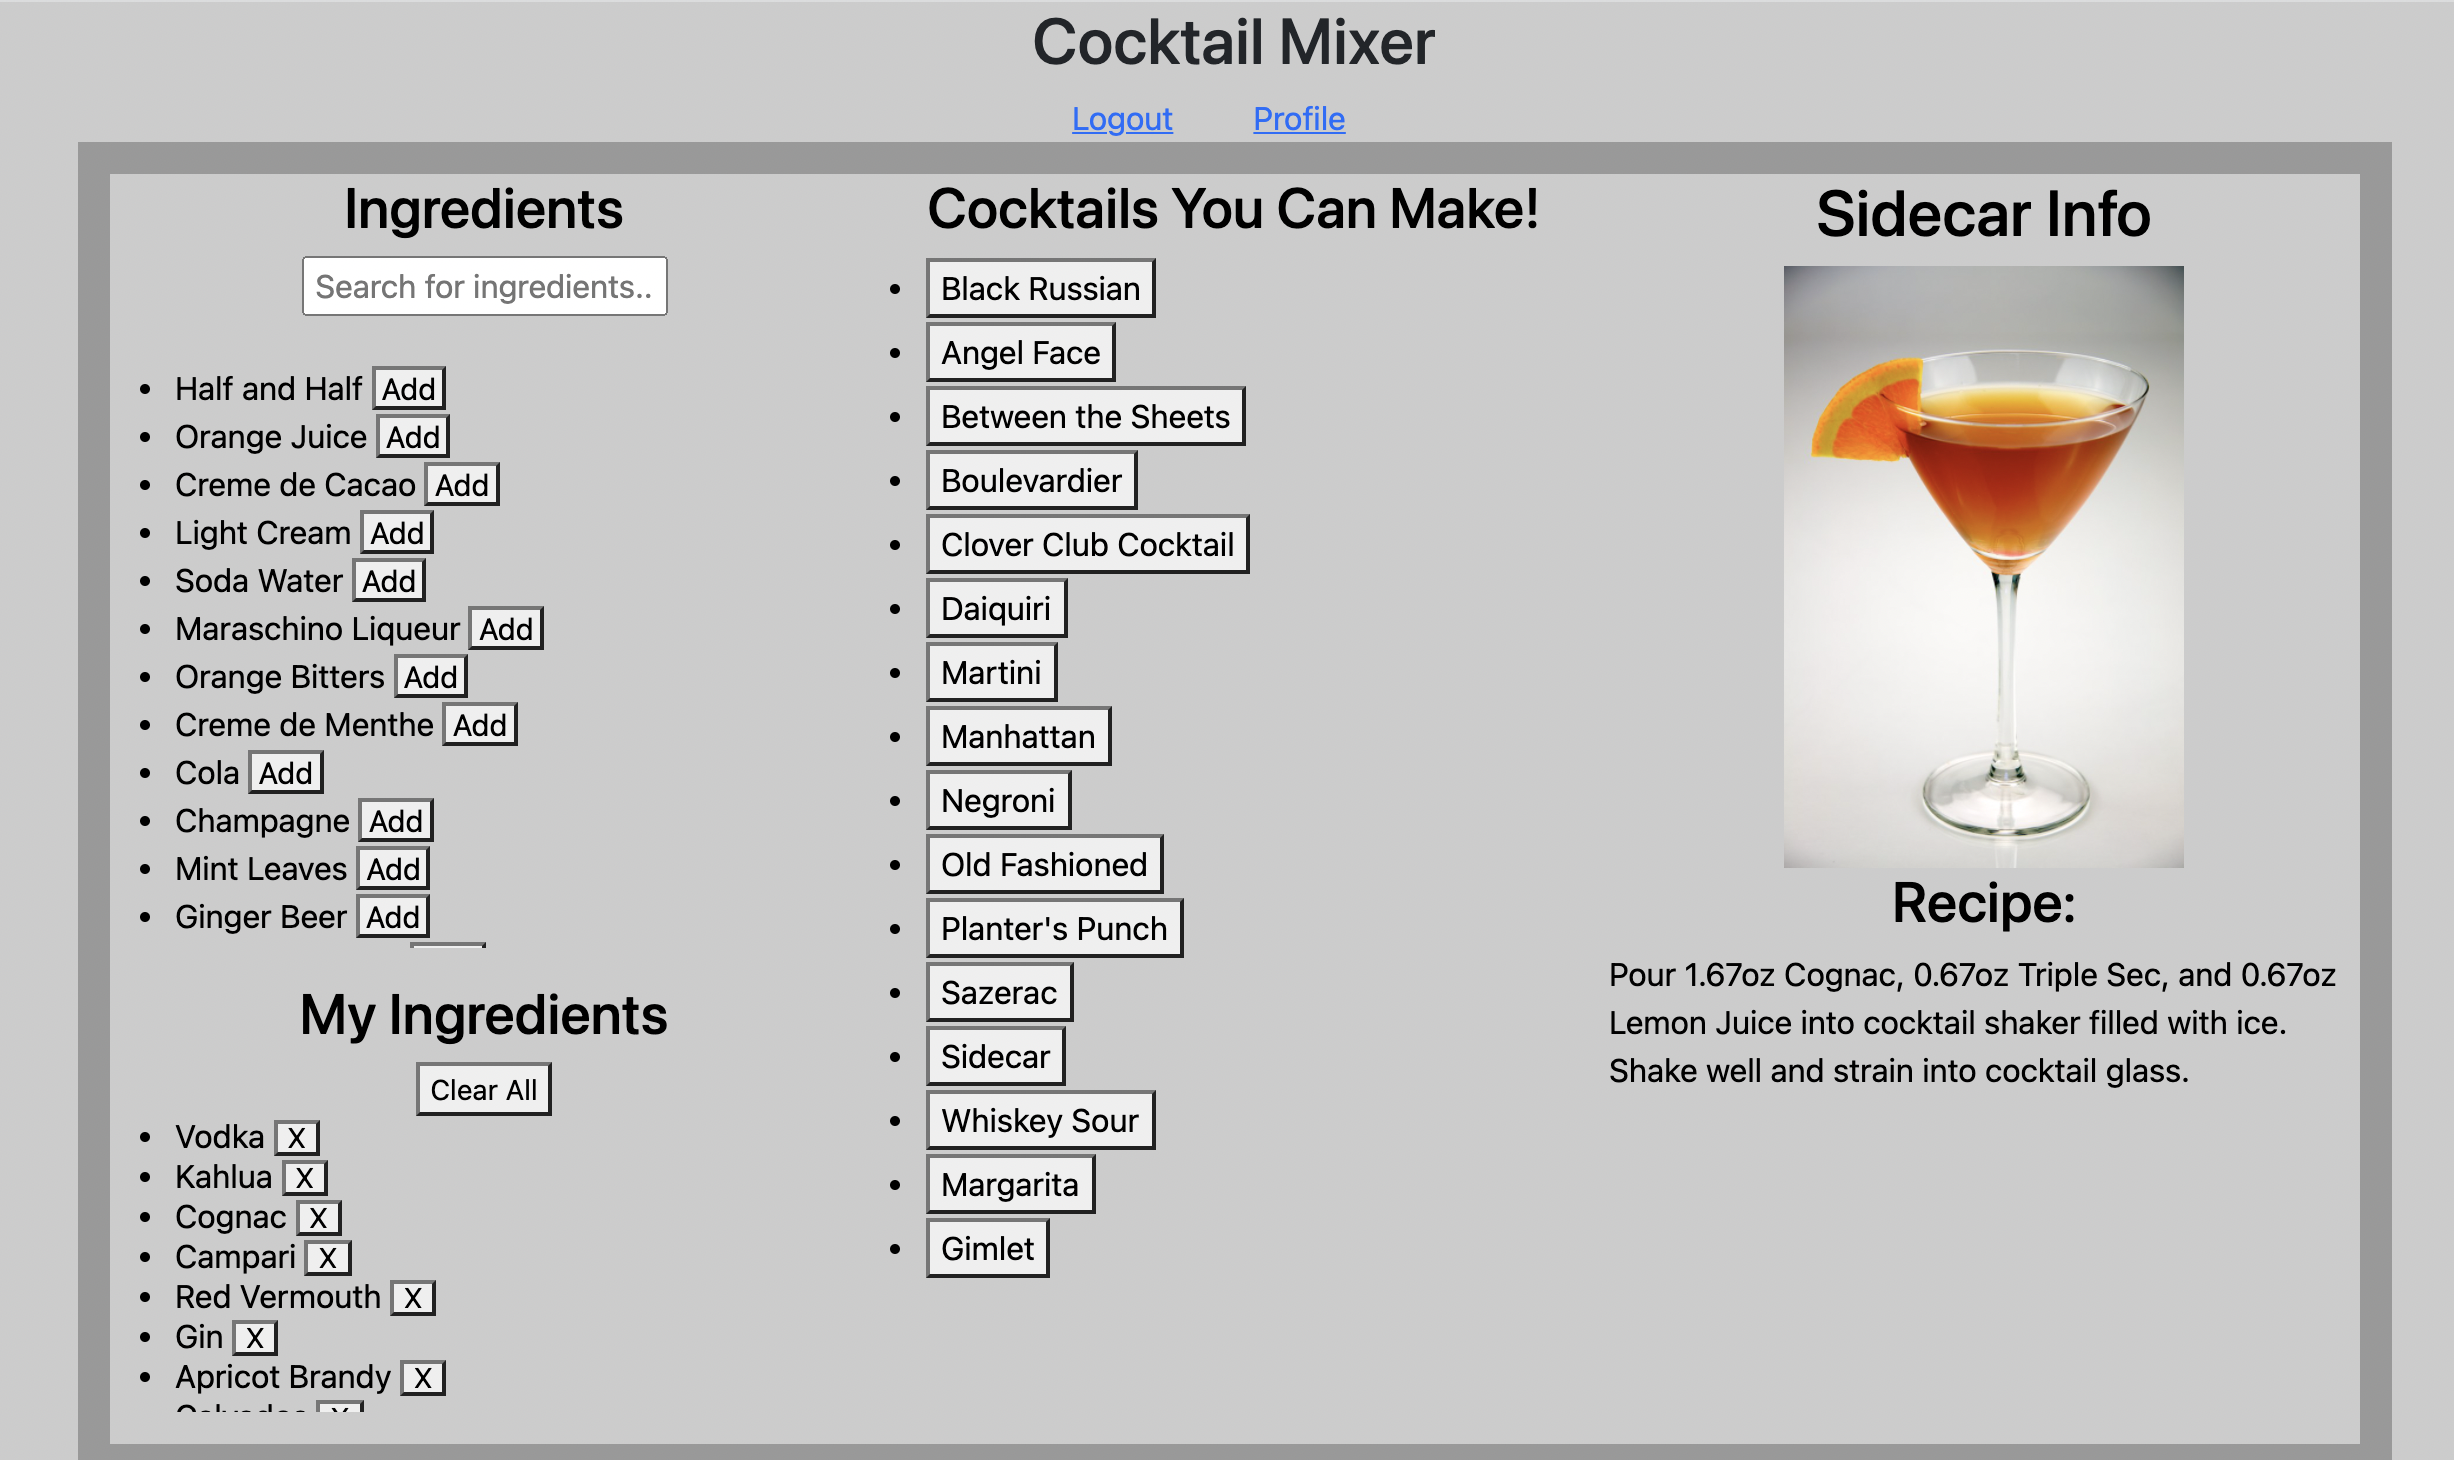 Cocktail Mixer
Logout Profile
Ingredients
Search for ingredients..
Half and Half Add
Orange Juice Add
Creme de Cacao Add
Light Cream Add
Soda Water Add
Maraschino Liqueur Add
Orange Bitters Add
Creme de Menthe Add
Cola Add
Champagne Add
Mint Leaves Add
Ginger Beer Add
My Ingredients
Clear All
Vodka X
Kahlua X
Cognac X
Campari X
Red Vermouth X
Gin X
Apricot Brandy X
Cocktails You Can Make!
Black Russian
Angel Face
Between the Sheets
Boulevardier
Clover Club Cocktail
Daiquiri
Martini
Manhattan
Negroni
Old Fashioned
Planter's Punch
Sazerac
Sidecar
Whiskey Sour
Margarita
Gimlet
Sidecar Info
Recipe:
Pour 1.67oz Cognac, 0.67oz Triple Sec, and 0.67oz
Lemon Juice into cocktail shaker filled with ice.
Shake well and strain into cocktail glass.